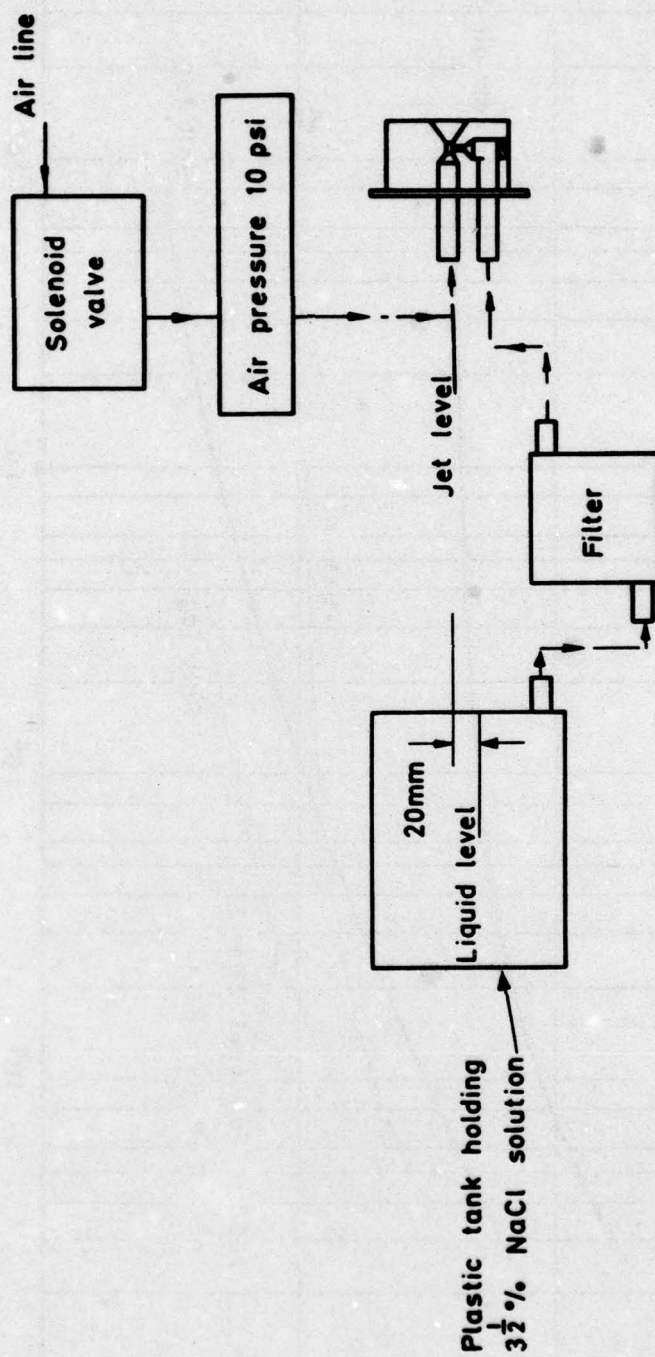 Air line
Solenoid
valve
Air pressure 10 psi
Jet level
20mm
Liquid level
Filter
Plastic tank holding
3½% NaCl solution